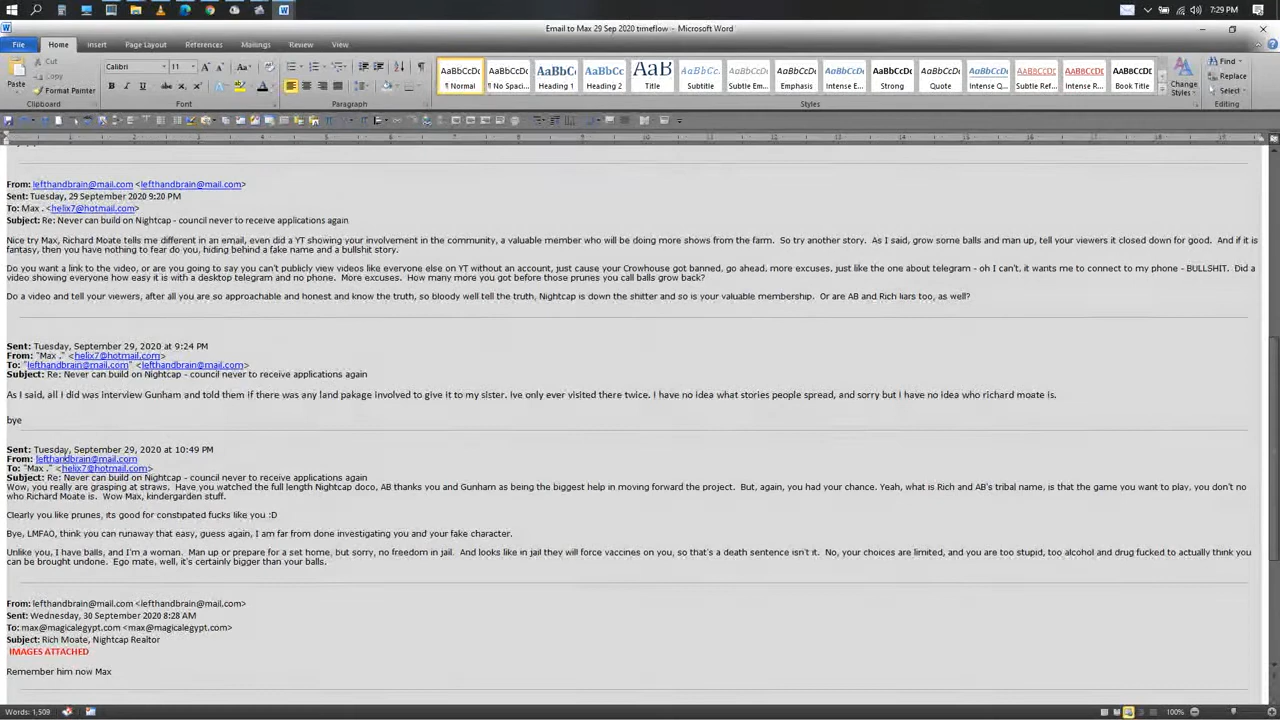 7:29 PM
Email to Max 29 Sep 2020 timeflow - Microsoft Word
File Home Insert Page Layout References Mailings Review View
Cut
Copy
Format Painter
Paste
Calibri 11
AaBbCcDc AaBbCcDc AaBbC AaBbCc AaB AaBbCc. AaBbCcDc AaBbCcDc AaBbCcDc AaBbCcDc AaBbCcDc AaBbCcDc AaBbCcDc AaBbCcDc AaBbCcDc
¶ Normal ¶ No Spaci... Heading 1 Heading 2 Title Subtitle Subtle Em... Emphasis Intense E... Strong Quote Intense Q... Subtle Ref... Intense R... Book Title
Change Styles
Find
Replace
Select
Clipboard Font Paragraph Styles Editing
From: lefthandbrain@mail.com <lefthandbrain@mail.com>
Sent: Tuesday, 29 September 2020 9:20 PM
To: Max . <helix7@hotmail.com>
Subject: Re: Never can build on Nightcap - council never to receive applications again
Nice try Max, Richard Moate tells me different in an email, even did a YT showing your involvement in the community, a valuable member who will be doing more shows from the farm.  So try another story.  As I said, grow some balls and man up, tell your viewers it closed down for good.  And if it is
fantasy, then you have nothing to fear do you, hiding behind a fake name and a bullshit story.
Do you want a link to the video, or are you going to say you can't publicly view videos like everyone else on YT without an account, just cause your Crowhouse got banned, go ahead, more excuses, just like the one about telegram - oh I can't, it wants me to connect to my phone - BULLSHIT.  Did a
video showing everyone how easy it is with a desktop telegram and no phone.  More excuses.  How many more you got before those prunes you call balls grow back?
Do a video and tell your viewers, after all you are so approachable and honest and know the truth, so bloody well tell the truth, Nightcap is down the shitter and so is your valuable membership.  Or are AB and Rich liars too, as well?
Sent: Tuesday, September 29, 2020 at 9:24 PM
From: "Max ." <helix7@hotmail.com>
To: "lefthandbrain@mail.com" <lefthandbrain@mail.com>
Subject: Re: Never can build on Nightcap - council never to receive applications again
As I said, all I did was interview Gunham and told them if there was any land pakage involved to give it to my sister. Ive only ever visited there twice. I have no idea what stories people spread, and sorry but I have no idea who richard moate is.
bye
Sent: Tuesday, September 29, 2020 at 10:49 PM
From: lefthandbrain@mail.com
To: "Max ." <helix7@hotmail.com>
Subject: Re: Never can build on Nightcap - council never to receive applications again
Wow, you really are grasping at straws.  Have you watched the full length Nightcap doco, AB thanks you and Gunham as being the biggest help in moving forward the project.  But, again, you had your chance.  Yeah, what is Rich and AB's tribal name, is that the game you want to play, you don't no
who Richard Moate is.  Wow Max, kindergarden stuff.
Clearly you like prunes, its good for constipated fucks like you :D
Bye, LMFAO, think you can runaway that easy, guess again, I am far from done investigating you and your fake character.
Unlike you, I have balls, and I'm a woman.  Man up or prepare for a set home, but sorry, no freedom in jail.  And looks like in jail they will force vaccines on you, so that's a death sentence isn't it.  No, your choices are limited, and you are too stupid, too alcohol and drug fucked to actually think you
can be brought undone.  Ego mate, well, it's certainly bigger than your balls.
From: lefthandbrain@mail.com <lefthandbrain@mail.com>
Sent: Wednesday, 30 September 2020 8:28 AM
To: max@magicalegypt.com <max@magicalegypt.com>
Subject: Rich Moate, Nightcap Realtor
IMAGES ATTACHED
Remember him now Max
Words: 1,509
100%